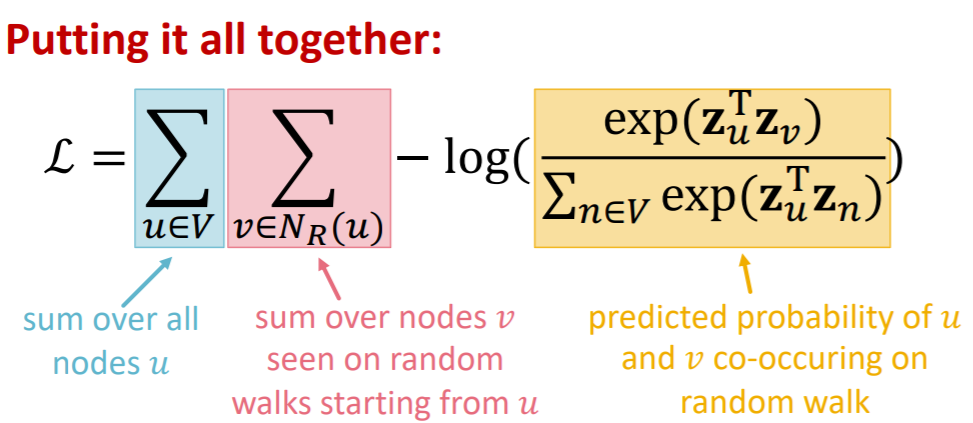 Putting it all together:
ℒ = ∑_{u∈V} ∑_{v∈N_R(u)} − log( exp(𝐳_u^T 𝐳_v) / ∑_{n∈V} exp(𝐳_u^T 𝐳_n) )
sum over all
nodes u
sum over nodes v
seen on random
walks starting from u
predicted probability of u
and v co-occuring on
random walk